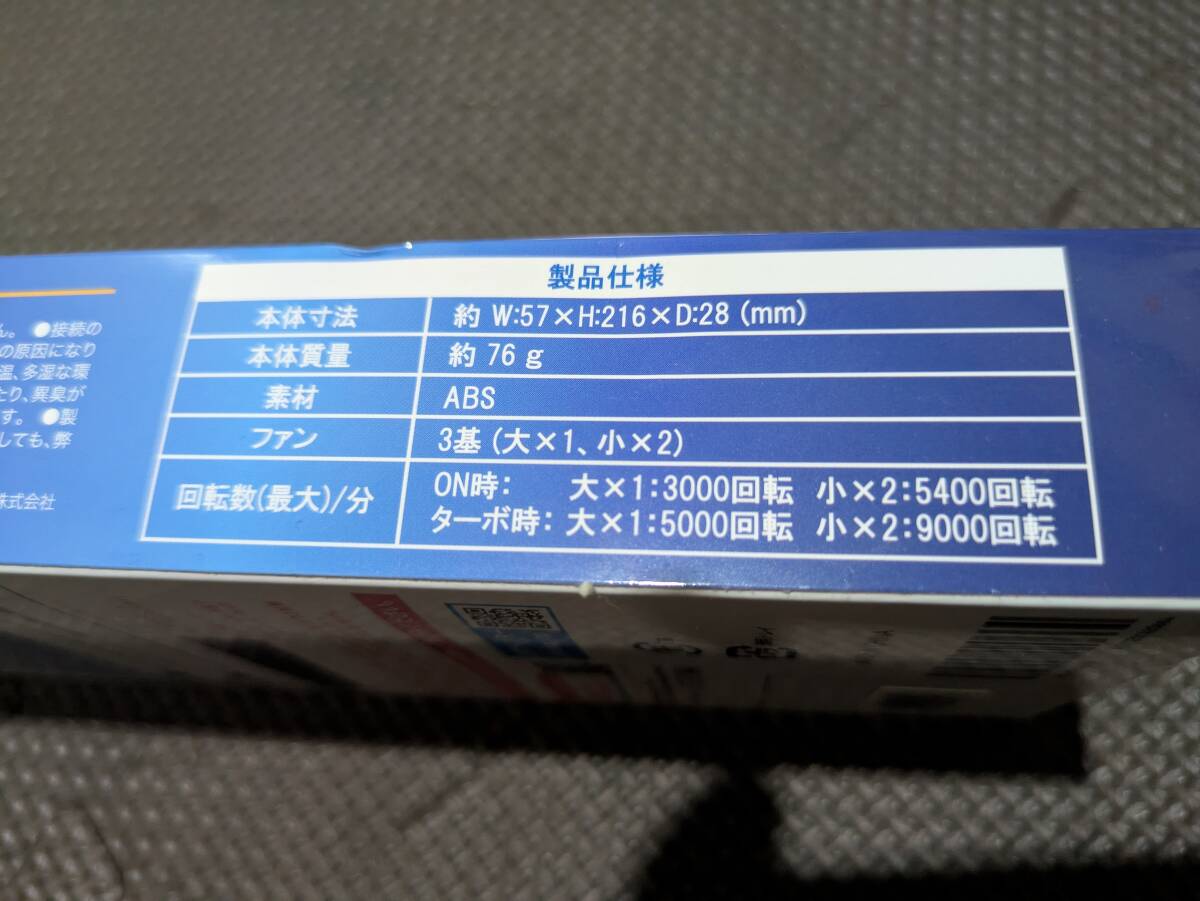 製品仕様
本体寸法 約 W:57×H:216×D:28 (mm)
本体質量 約 76 g
素材 ABS
ファン 3基 (大×1、小×2)
回転数(最大)/分 ON時: 大×1:3000回転 小×2:5400回転
ターボ時: 大×1:5000回転 小×2:9000回転
ん。 ●接続の
の原因になり
温、多湿な環
たり、異臭が
す。 ●製
しても、弊
株式会社